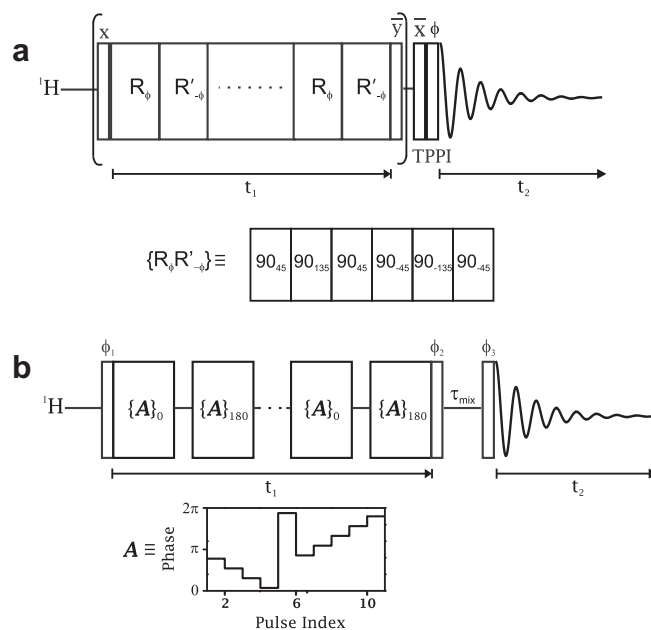 a
x
y̅
x̅ ϕ
¹H
R_ϕ R'_-ϕ ........ R_ϕ R'_-ϕ
TPPI
t₁
t₂
{R_ϕR'_-ϕ} ≡ 90₄₅ 90₁₃₅ 90₄₅ 90₋₄₅ 90₋₁₃₅ 90₋₄₅
b
ϕ₁ ϕ₂ ϕ₃
¹H {A}₀ {A}₁₈₀ {A}₀ {A}₁₈₀ τ_mix
t₁
t₂
A ≡
Phase
2π
π
0
2 6 10
Pulse Index